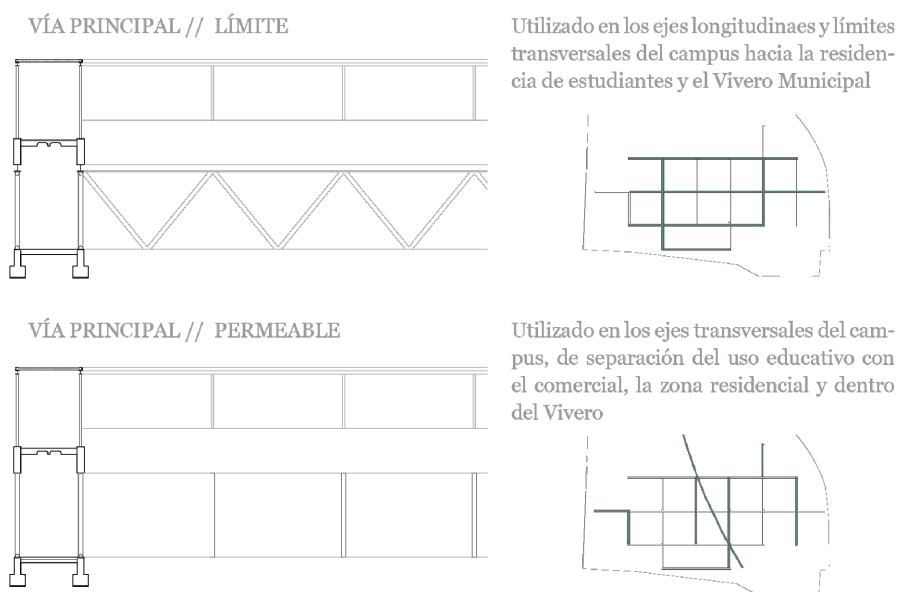 VÍA PRINCIPAL // LÍMITE
Utilizado en los ejes longitudinaes y límites
transversales del campus hacia la residen-
cia de estudiantes y el Vivero Municipal
VÍA PRINCIPAL // PERMEABLE
Utilizado en los ejes transversales del cam-
pus, de separación del uso educativo con
el comercial, la zona residencial y dentro
del Vivero